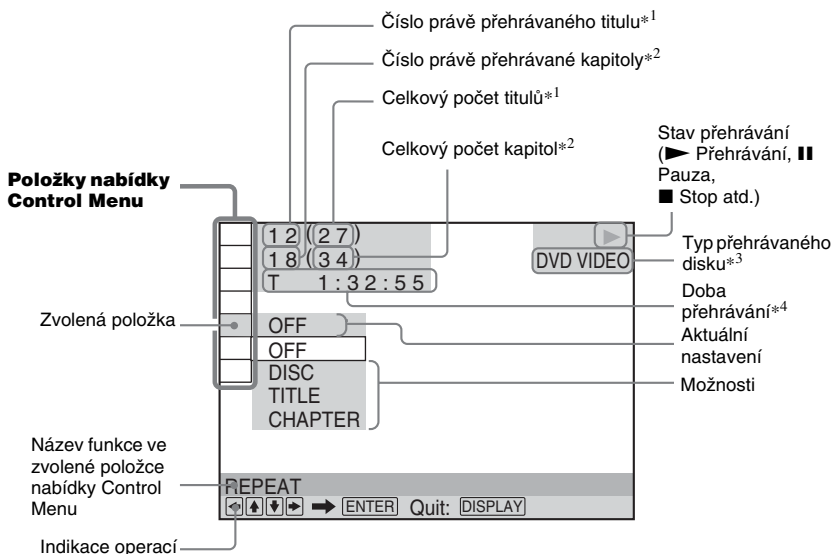 Číslo právě přehrávaného titulu*1
Číslo právě přehrávané kapitoly*2
Celkový počet titulů*1
Celkový počet kapitol*2
Stav přehrávání
(► Přehrávání, ❚❚
Pauza,
■ Stop atd.)
Položky nabídky
Control Menu
12(27)
18(34)
T 1:32:55
►
DVD VIDEO
Typ přehrávaného
disku*3
Doba
přehrávání*4
Zvolená položka
OFF
OFF
DISC
TITLE
CHAPTER
Aktuální
nastavení
Možnosti
Název funkce ve
zvolené položce
nabídky Control
Menu
REPEAT
←↑↓→ ➡ ENTER Quit: DISPLAY
Indikace operací